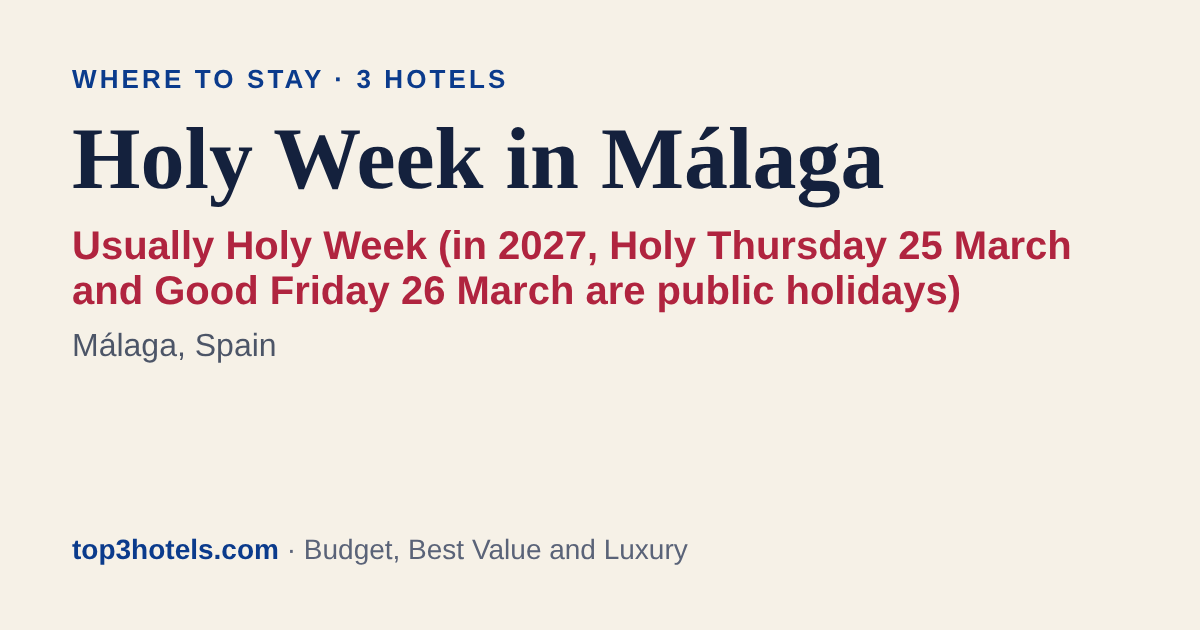 WHERE TO STAY · 3 HOTELS
Holy Week in Málaga
Usually Holy Week (in 2027, Holy Thursday 25 March
and Good Friday 26 March are public holidays)
Málaga, Spain
top3hotels.com · Budget, Best Value and Luxury